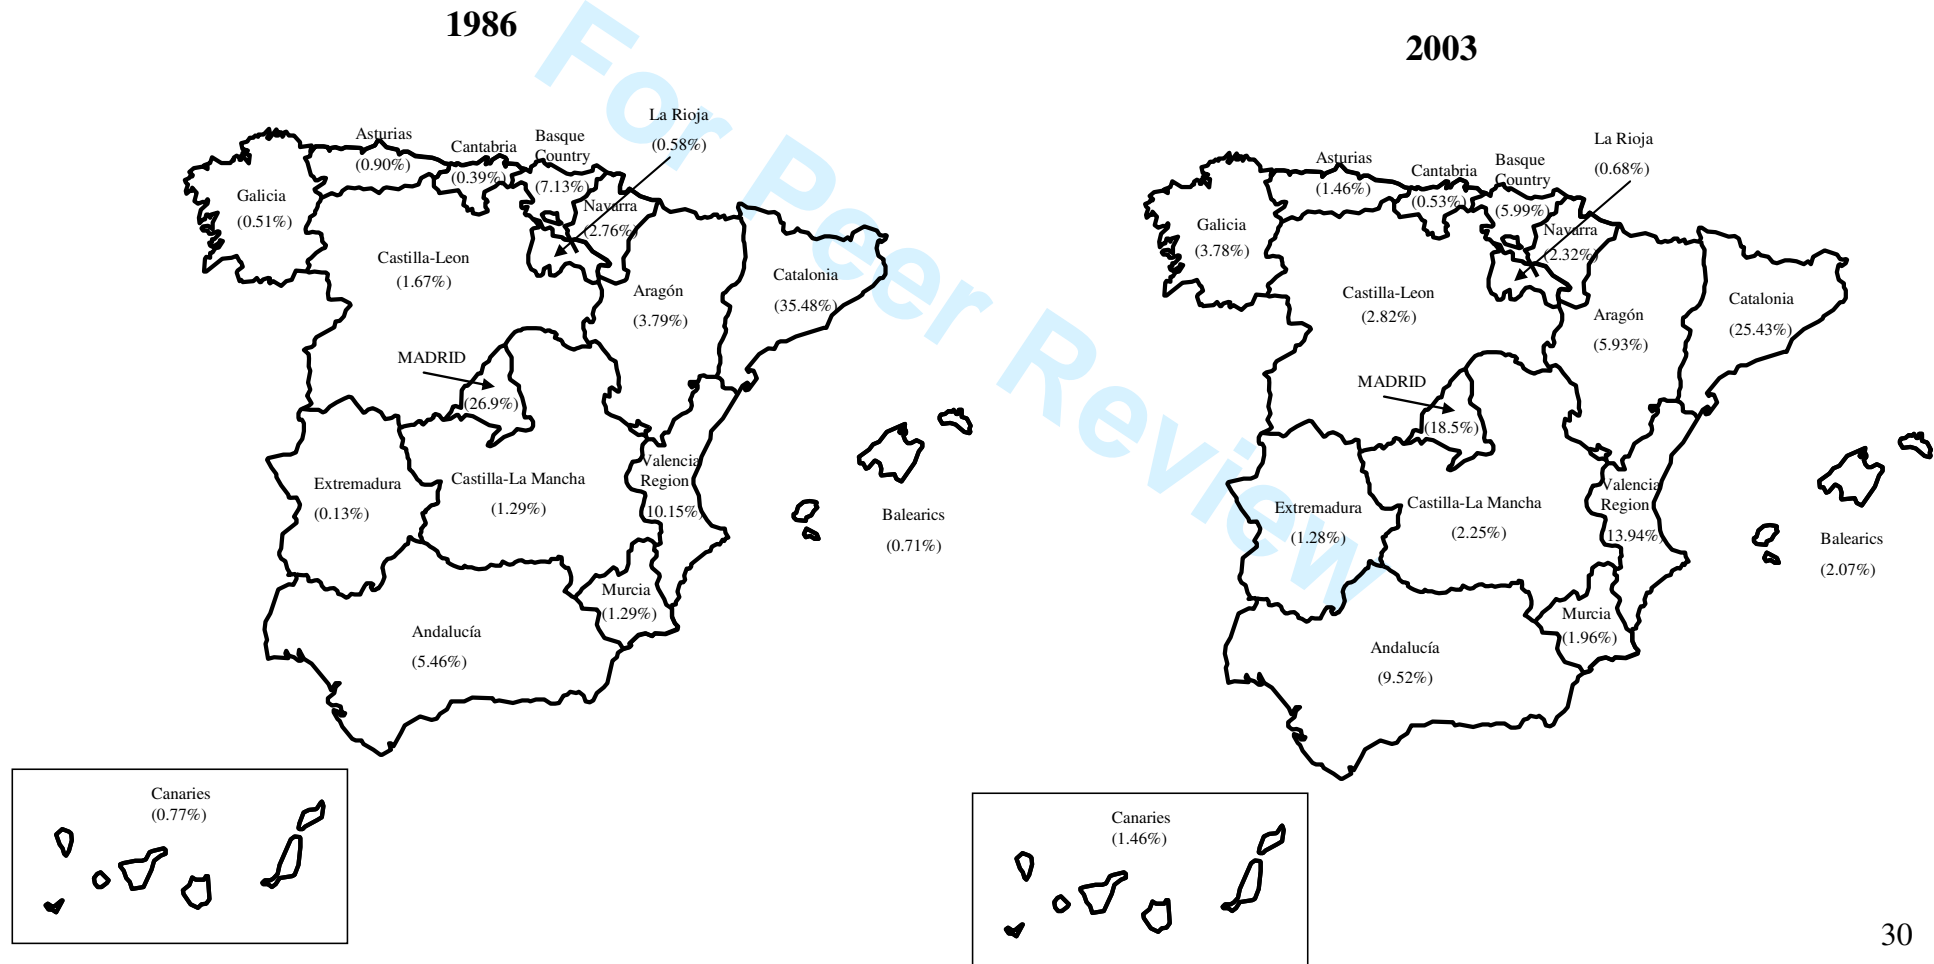 1986
Asturias
(0.90%)
Cantabria
(0.39%)
Basque
Country
(7.13%)
La Rioja
(0.58%)
Galicia
(0.51%)
Navarra
(2.76%)
Castilla-Leon
(1.67%)
Aragón
(3.79%)
Catalonia
(35.48%)
MADRID
(26.9%)
Extremadura
(0.13%)
Castilla-La Mancha
(1.29%)
Valencia
Region
10.15%)
Balearics
(0.71%)
Murcia
(1.29%)
Andalucía
(5.46%)
Canaries
(0.77%)
2003
Asturias
(1.46%)
Cantabria
(0.53%)
Basque
Country
(5.99%)
La Rioja
(0.68%)
Galicia
(3.78%)
Navarra
(2.32%)
Castilla-Leon
(2.82%)
Aragón
(5.93%)
Catalonia
(25.43%)
MADRID
(18.5%)
Extremadura
(1.28%)
Castilla-La Mancha
(2.25%)
Valencia
Region
13.94%)
Balearics
(2.07%)
Murcia
(1.96%)
Andalucía
(9.52%)
Canaries
(1.46%)
For Peer Review
30